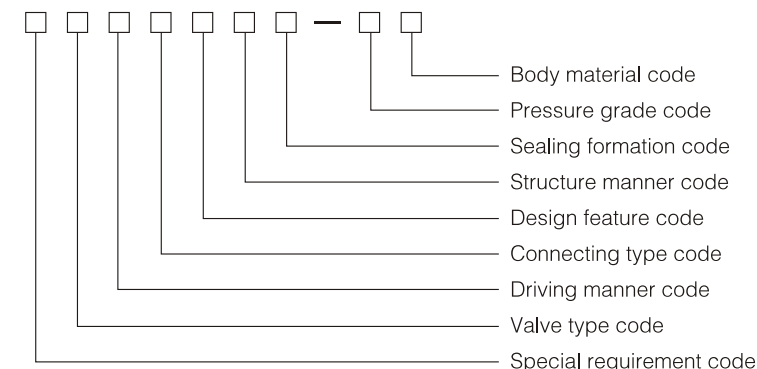 Body material code
Pressure grade code
Sealing formation code
Structure manner code
Design feature code
Connecting type code
Driving manner code
Valve type code
Special requirement code